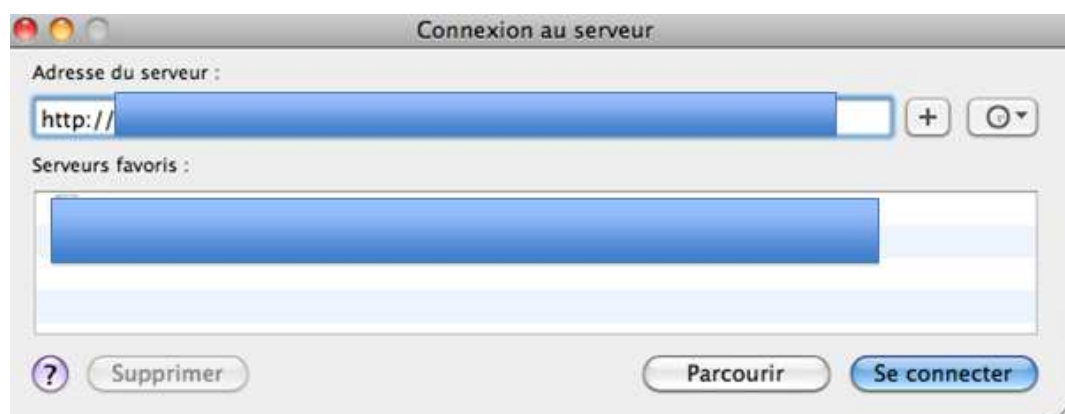 Connexion au serveur
Adresse du serveur :
http://
+
Serveurs favoris :
?
Supprimer
Parcourir
Se connecter